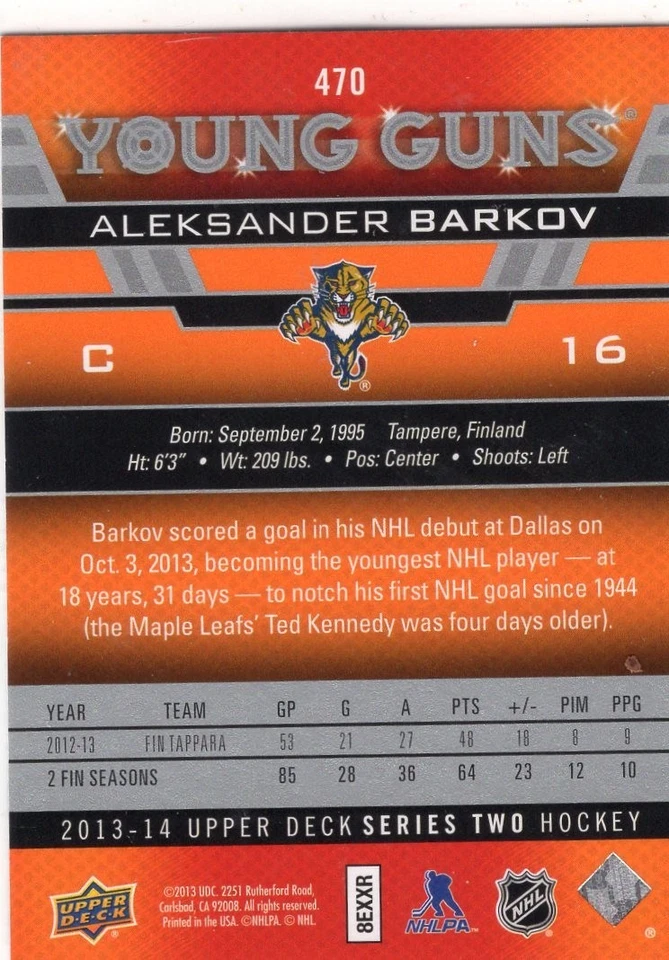 470
YOUNG GUNS®
ALEKSANDER BARKOV
C 16
®
Born: September 2, 1995 Tampere, Finland
Ht: 6'3" • Wt: 209 lbs. • Pos: Center • Shoots: Left
Barkov scored a goal in his NHL debut at Dallas on
Oct. 3, 2013, becoming the youngest NHL player — at
18 years, 31 days — to notch his first NHL goal since 1944
(the Maple Leafs' Ted Kennedy was four days older).
YEAR TEAM GP G A PTS +/- PIM PPG
2012-13 FIN TAPPARA 53 21 27 48 18 8 9
2 FIN SEASONS 85 28 36 64 23 12 10
2013-14 UPPER DECK SERIES TWO HOCKEY
UPPER DECK®
©2013 UDC. 2251 Rutherford Road,
Carlsbad, CA 92008. All rights reserved.
Printed in the USA. ©NHLPA. © NHL.
8EXXR
NHLPA™
NHL
®